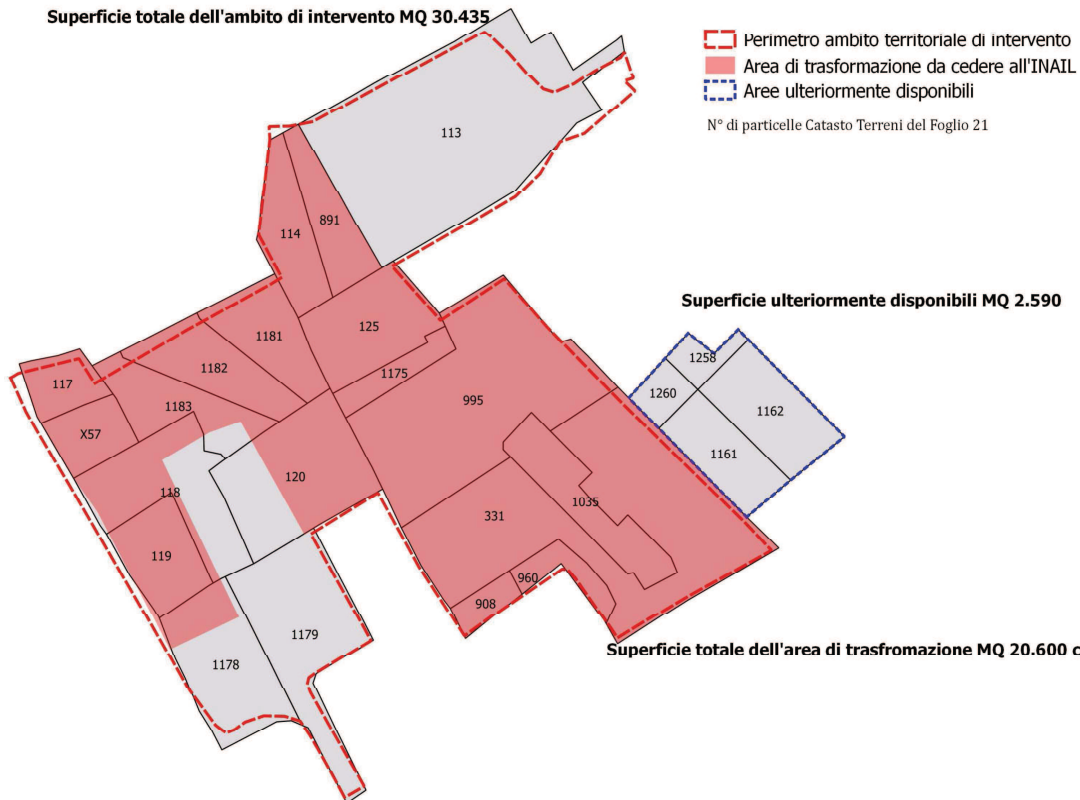 Superficie totale dell'ambito di intervento MQ 30.435
Perimetro ambito territoriale di intervento
Area di trasformazione da cedere all'INAIL
Aree ulteriormente disponibili
N° di particelle Catasto Terreni del Foglio 21
113
891
114
Superficie ulteriormente disponibili MQ 2.590
125
1181
1258
1182
1175
117
1260
995
1162
1183
X57
1161
120
118
1035
331
119
960
908
1179
Superficie totale dell'area di trasfromazione MQ 20.600 c
1178